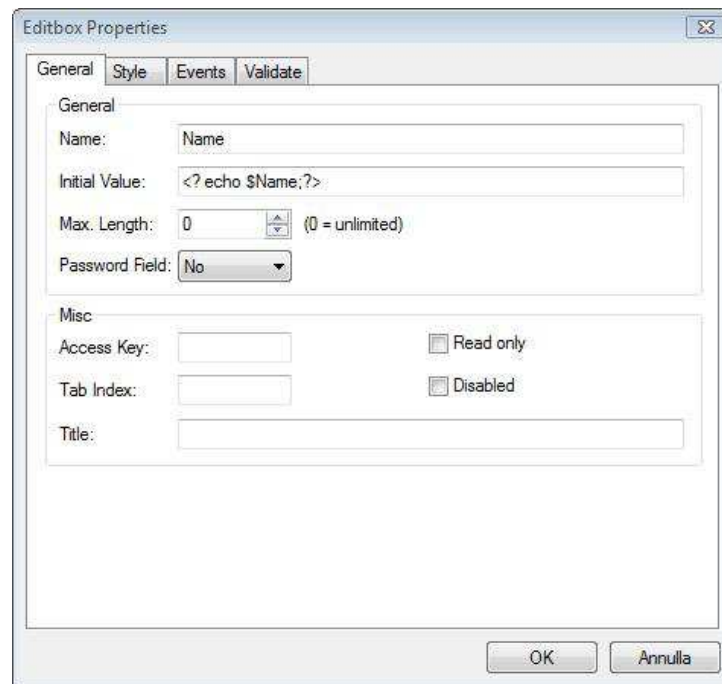 Editbox Properties
General Style Events Validate
General
Name: Name
Initial Value: <? echo $Name;?>
Max. Length: 0 (0 = unlimited)
Password Field: No
Misc
Access Key: Read only
Tab Index: Disabled
Title:
OK Annulla